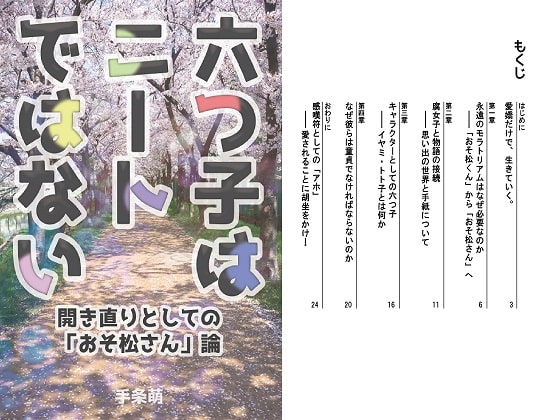 六つ子は
ニート
ではない
開き直りとしての
「おそ松さん」論
手条萌
もくじ
はじめに
愛嬌だけで、生きていく。 3
第一章
永遠のモラトリアムはなぜ必要なのか
――「おそ松くん」から「おそ松さん」へ 6
第二章
腐女子と物語の接続
――思い出の世界と手紙について 11
第三章
キャラクターとしての六つ子
――イヤミ・トト子とは何か 16
第四章
なぜ彼らは童貞でなければならないのか 20
おわりに
感嘆符としての「アホ」
――愛されることに胡坐をかけ! 24